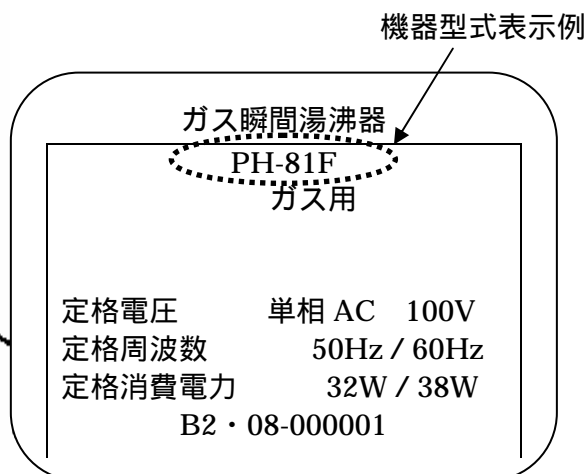 機器型式表示例
ガス瞬間湯沸器
PH-81F
ガス用
定格電圧 単相 AC 100V
定格周波数 50Hz / 60Hz
定格消費電力 32W / 38W
B2・08-000001